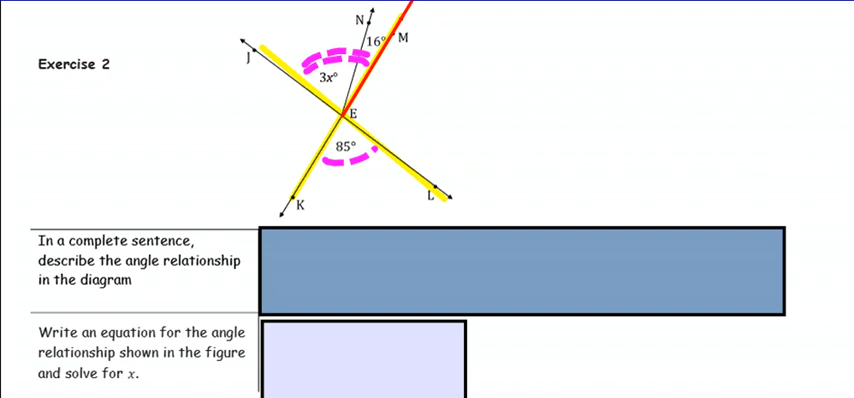 N
16°
M
J
Exercise 2
3x°
E
85°
L
K
In a complete sentence,
describe the angle relationship
in the diagram
Write an equation for the angle
relationship shown in the figure
and solve for x.